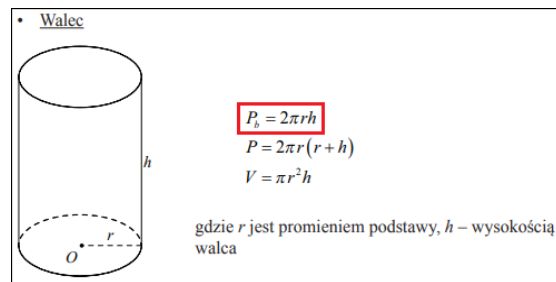 • Walec
P_b = 2πrh
P = 2πr(r + h)
V = πr²h
h
gdzie r jest promieniem podstawy, h – wysokością
walca
r
O